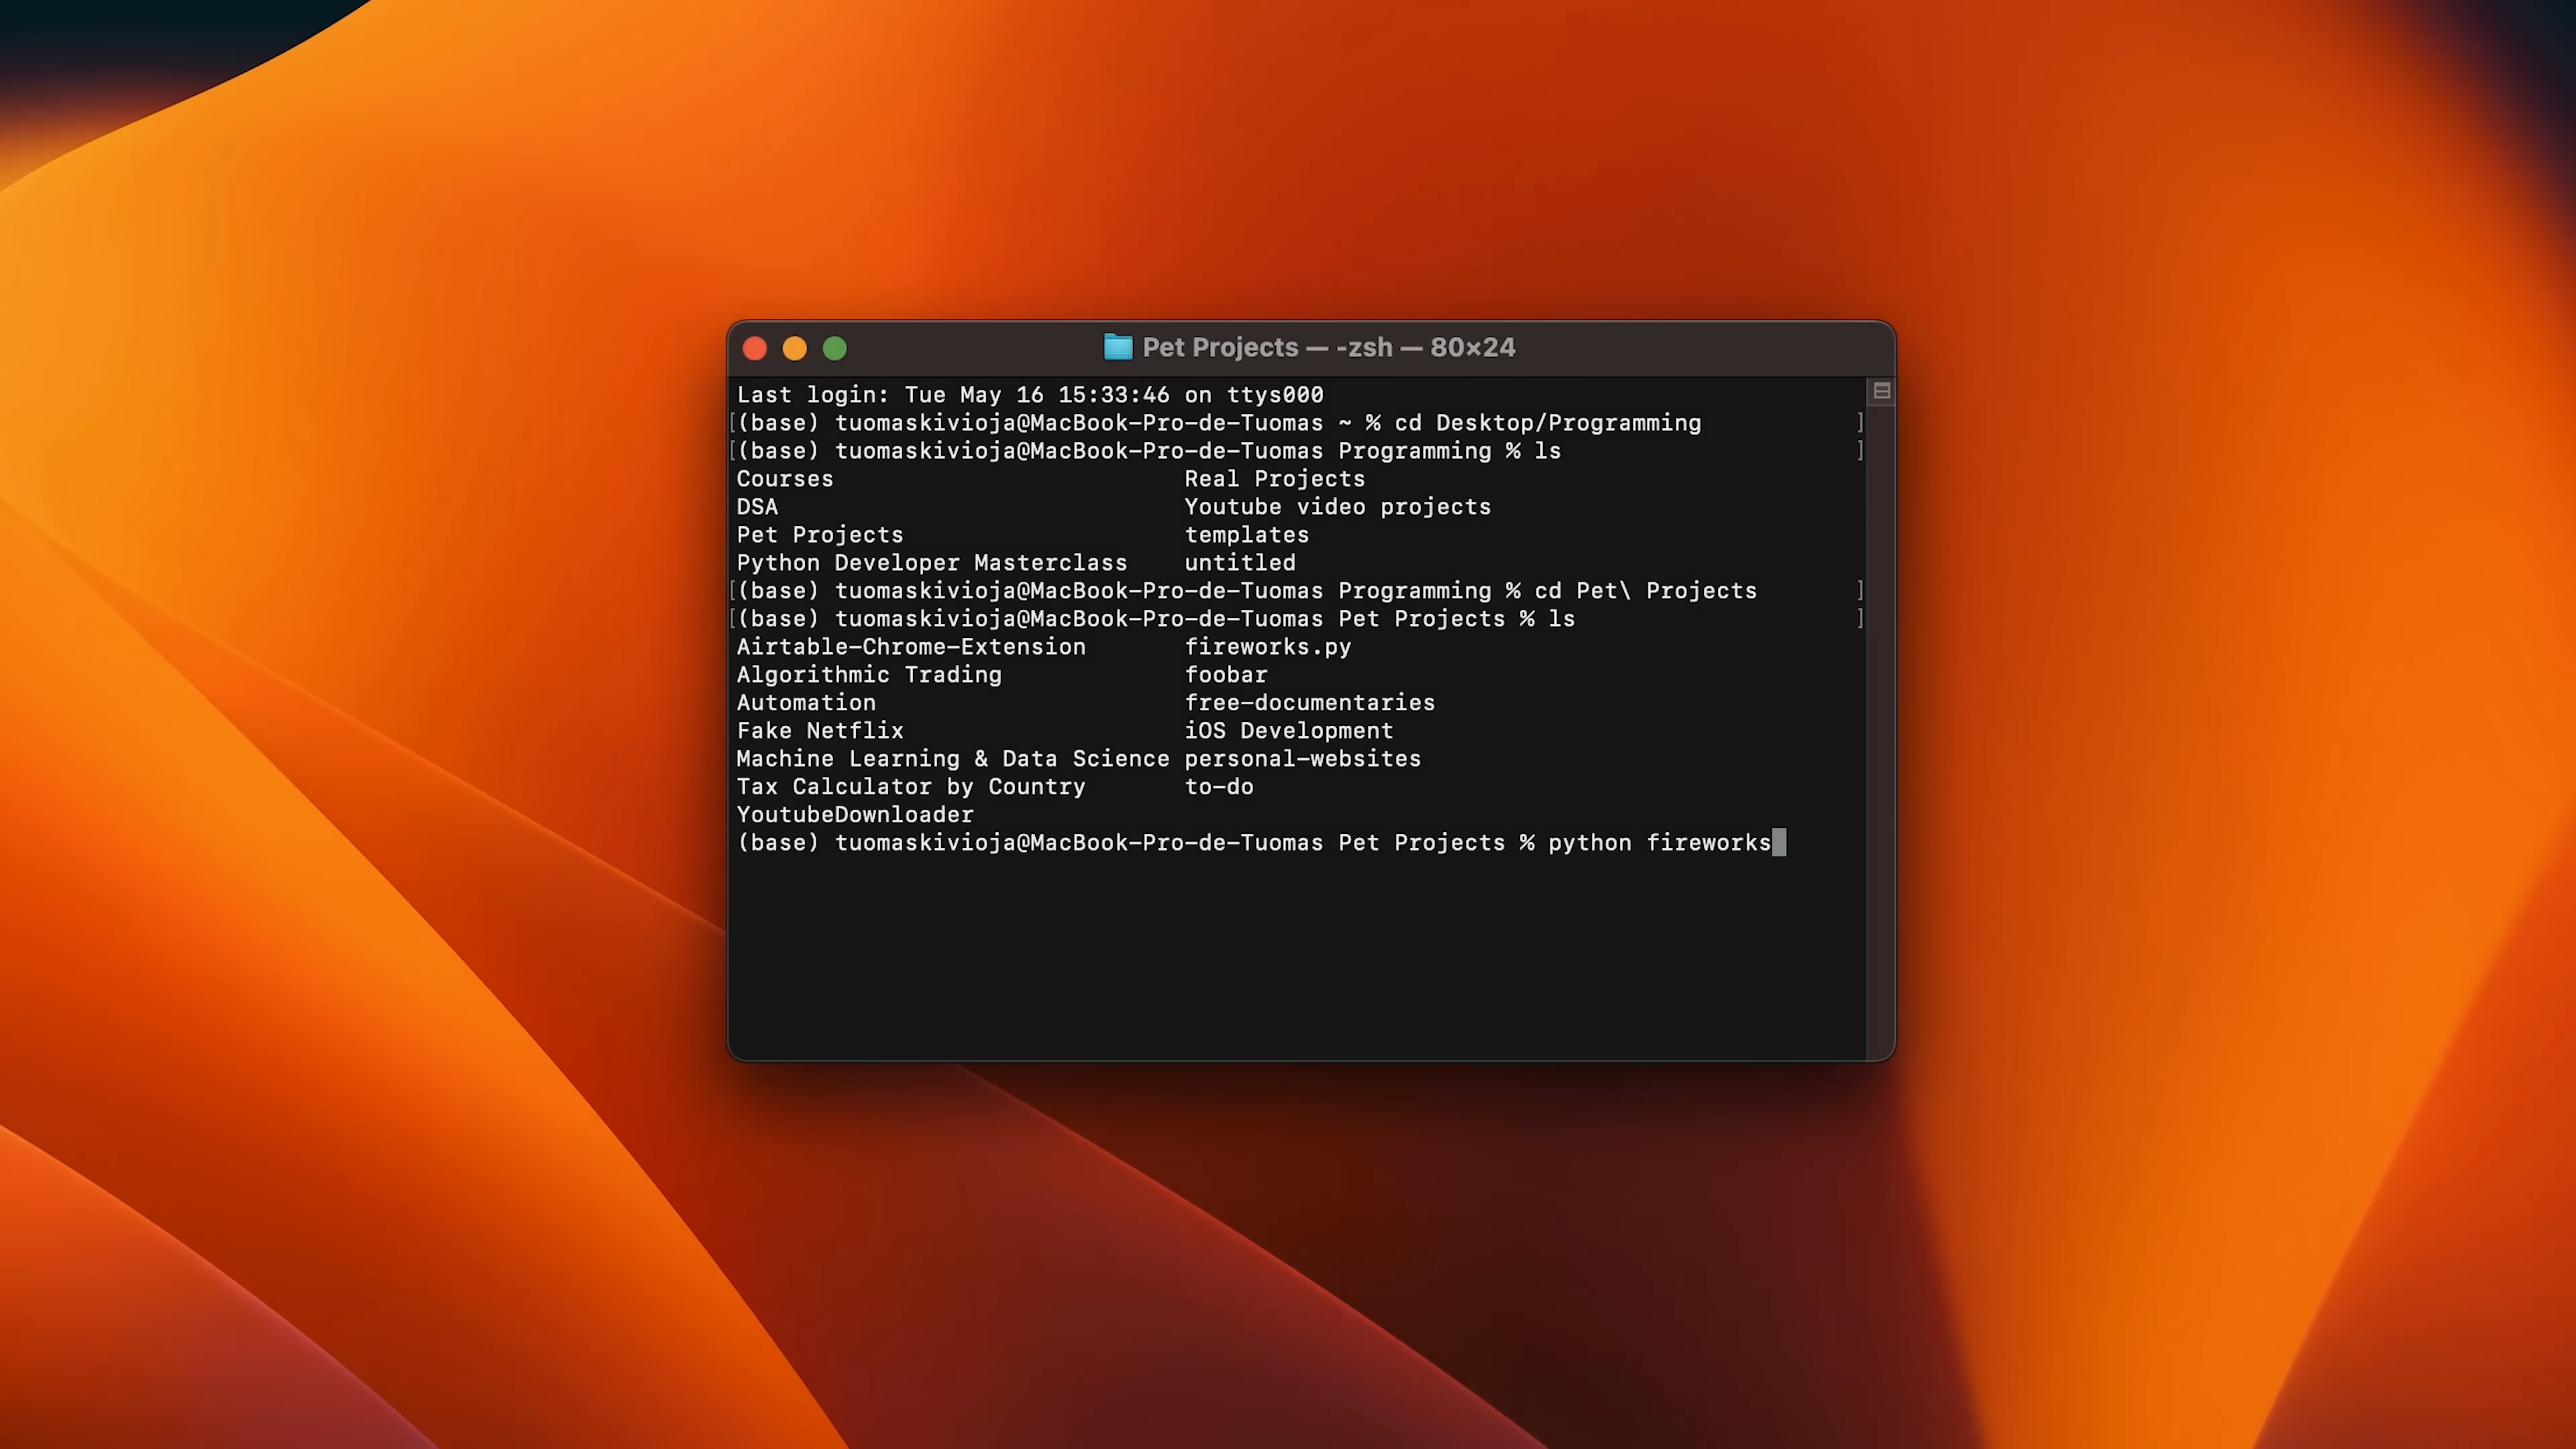 Pet Projects — -zsh — 80×24
Last login: Tue May 16 15:33:46 on ttys000
[(base) tuomaskivioja@MacBook-Pro-de-Tuomas ~ % cd Desktop/Programming ]
[(base) tuomaskivioja@MacBook-Pro-de-Tuomas Programming % ls ]
Courses Real Projects
DSA Youtube video projects
Pet Projects templates
Python Developer Masterclass untitled
[(base) tuomaskivioja@MacBook-Pro-de-Tuomas Programming % cd Pet\ Projects ]
[(base) tuomaskivioja@MacBook-Pro-de-Tuomas Pet Projects % ls ]
Airtable-Chrome-Extension fireworks.py
Algorithmic Trading foobar
Automation free-documentaries
Fake Netflix iOS Development
Machine Learning & Data Science personal-websites
Tax Calculator by Country to-do
YoutubeDownloader
(base) tuomaskivioja@MacBook-Pro-de-Tuomas Pet Projects % python fireworks